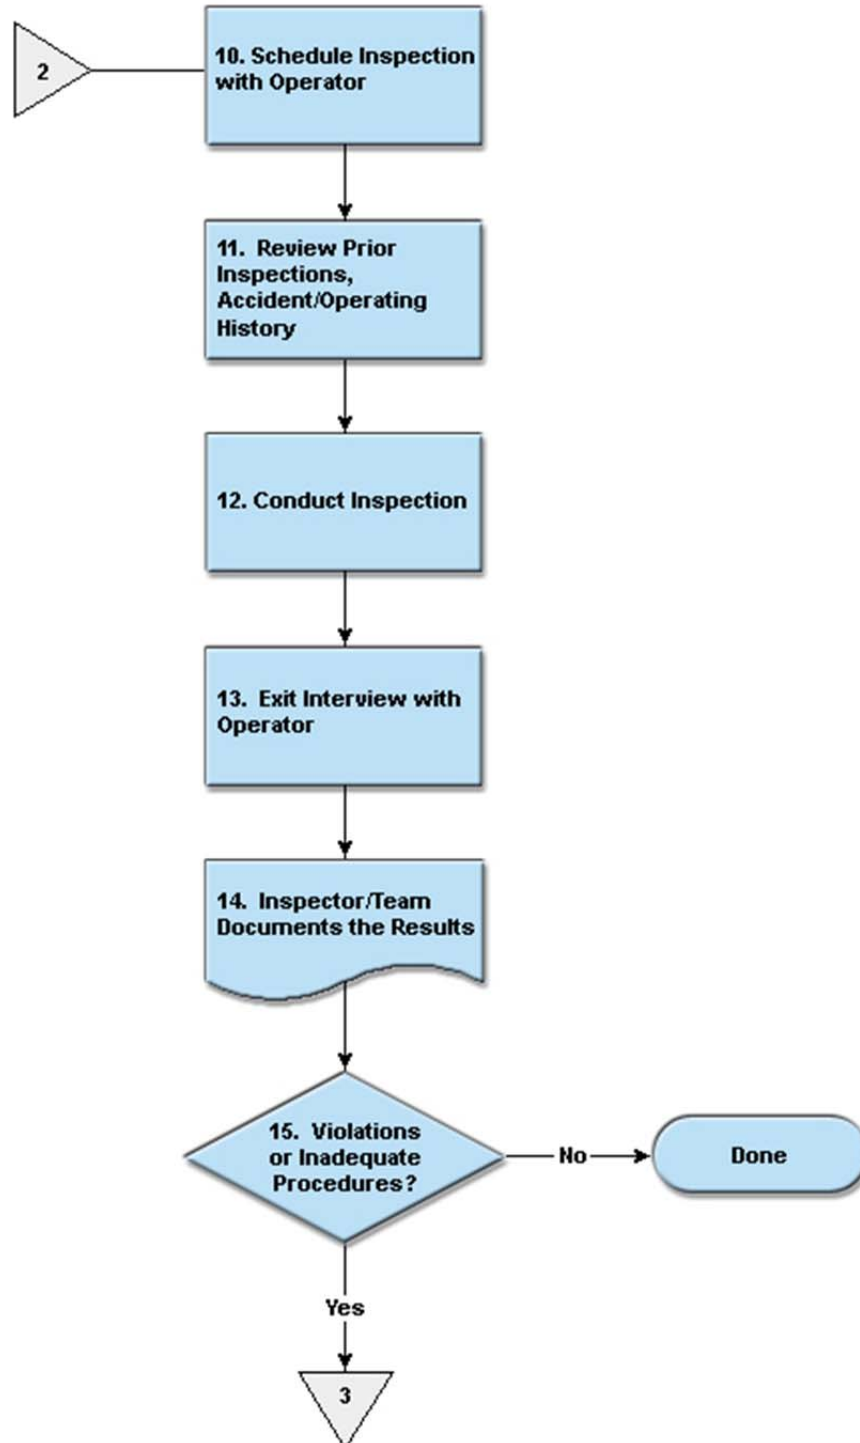 2
10. Schedule Inspection
with Operator
11. Review Prior
Inspections,
Accident/Operating
History
12. Conduct Inspection
13. Exit Interview with
Operator
14. Inspector/Team
Documents the Results
15. Violations
or Inadequate
Procedures?
No
Done
Yes
3